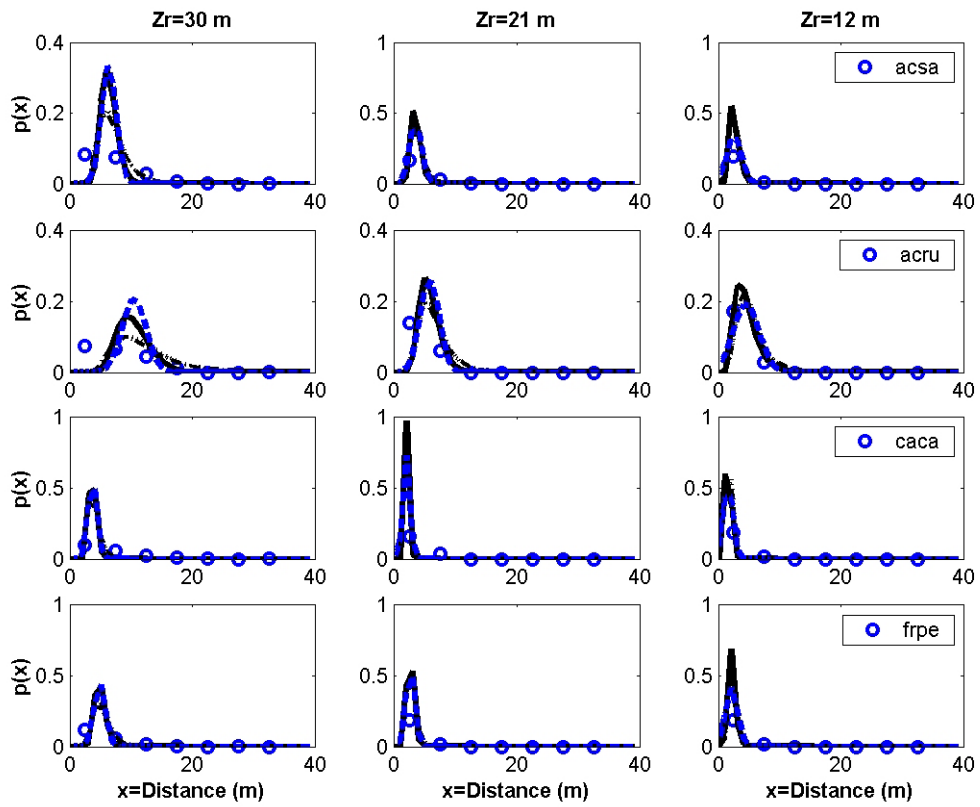 Zr=30 m Zr=21 m Zr=12 m
0.4 1 1
p(x) 0.2 0.5 0.5 acsa
0 0 0
0 20 40 0 20 40 0 20 40
0.4 0.4 0.4
p(x) 0.2 0.2 0.2 acru
0 0 0
0 20 40 0 20 40 0 20 40
1 1 1
p(x) 0.5 0.5 0.5 caca
0 0 0
0 20 40 0 20 40 0 20 40
1 1 1
p(x) 0.5 0.5 0.5 frpe
0 0 0
0 20 40 0 20 40 0 20 40
x=Distance (m) x=Distance (m) x=Distance (m)